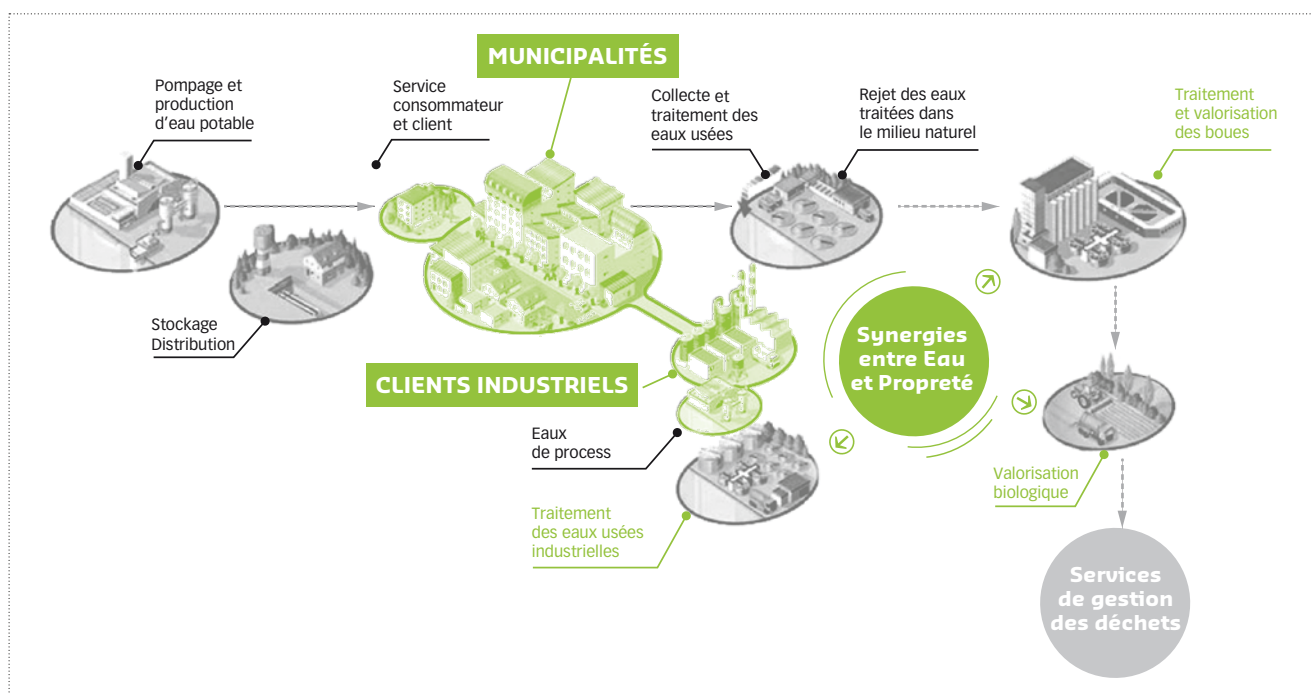 MUNICIPALITÉS
Pompage et
production
d'eau potable
Service
consommateur
et client
Collecte et
traitement des
eaux usées
Rejet des eaux
traitées dans
le milieu naturel
Traitement
et valorisation
des boues
Stockage
Distribution
CLIENTS INDUSTRIELS
Synergies
entre Eau
et Propreté
Eaux
de process
Valorisation
biologique
Traitement
des eaux usées
industrielles
Services
de gestion
des déchets